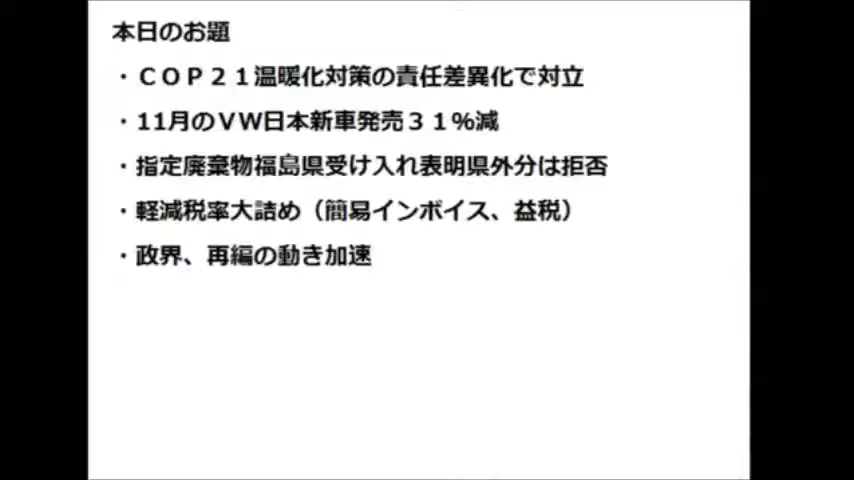 本日のお題
・ＣＯＰ２１温暖化対策の責任差異化で対立
・11月のＶＷ日本新車発売３１％減
・指定廃棄物福島県受け入れ表明県外分は拒否
・軽減税率大詰め（簡易インボイス、益税）
・政界、再編の動き加速